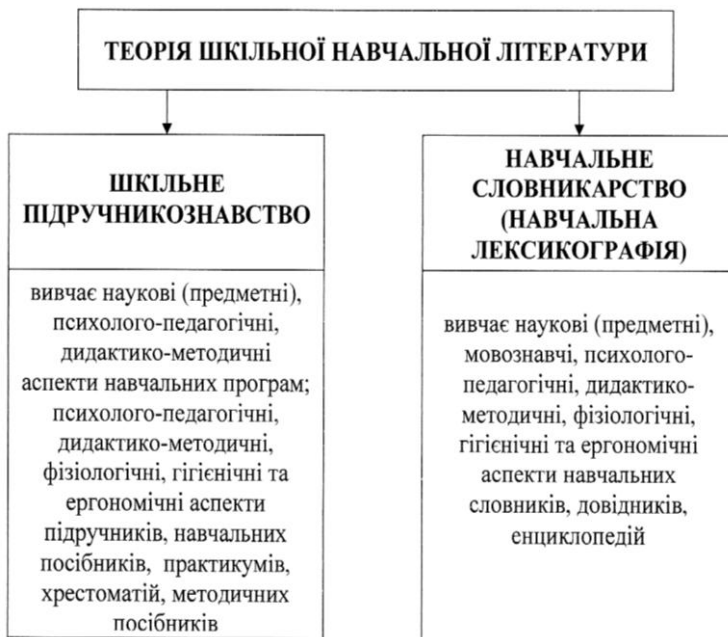 ТЕОРІЯ ШКІЛЬНОЇ НАВЧАЛЬНОЇ ЛІТЕРАТУРИ
ШКІЛЬНЕ
ПІДРУЧНИКОЗНАВСТВО
вивчає наукові (предметні),
психолого-педагогічні,
дидактико-методичні
аспекти навчальних програм;
психолого-педагогічні,
дидактико-методичні,
фізіологічні, гігієнічні та
ергономічні аспекти
підручників, навчальних
посібників, практикумів,
хрестоматій, методичних
посібників
НАВЧАЛЬНЕ
СЛОВНИКАРСТВО
(НАВЧАЛЬНА
ЛЕКСИКОГРАФІЯ)
вивчає наукові (предметні),
мовознавчі, психолого-
педагогічні, дидактико-
методичні, фізіологічні,
гігієнічні та ергономічні
аспекти навчальних
словників, довідників,
енциклопедій